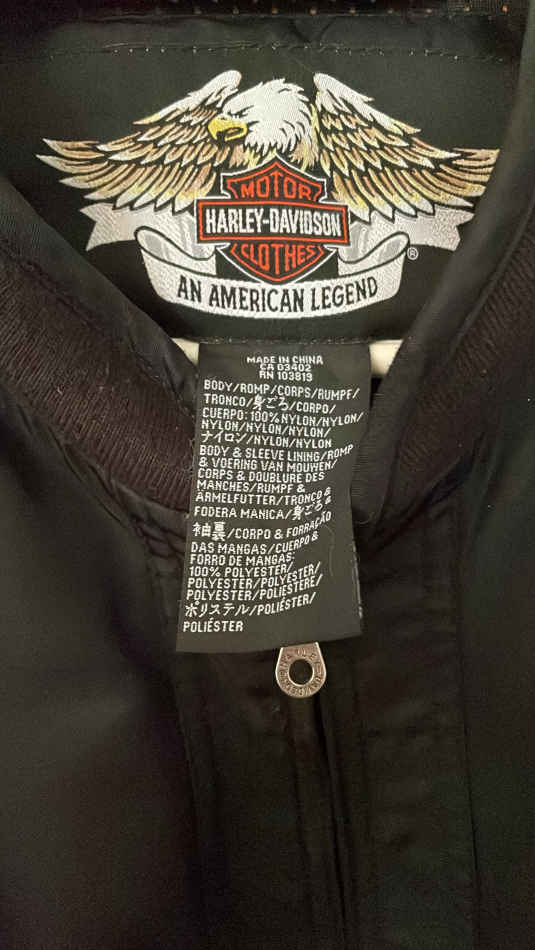 MOTOR
HARLEY-DAVIDSON
CLOTHES
®
AN AMERICAN LEGEND
MADE IN CHINA
CA 03402
RN 103819
BODY/ROMP/CORPS/RUMPF/
TRONCO/身ごろ/CORPO/
CUERPO: 100% NYLON/NYLON/
NYLON/NYLON/NYLON/
ナイロン/NYLON/NYLON
BODY & SLEEVE LINING/ROMP
& VOERING VAN MOUWEN/
CORPS & DOUBLURE DES
MANCHES/RUMPF &
ÄRMELFUTTER/TRONCO &
FODERA MANICA/身ごろ &
袖裏/CORPO & FORRAÇÃO
DAS MANGAS/CUERPO &
FORRO DE MANGAS:
100% POLYESTER/
POLYESTER/POLYESTER/
POLYESTER/POLIESTERE/
ポリステル/POLIÉSTER/
POLIÉSTER